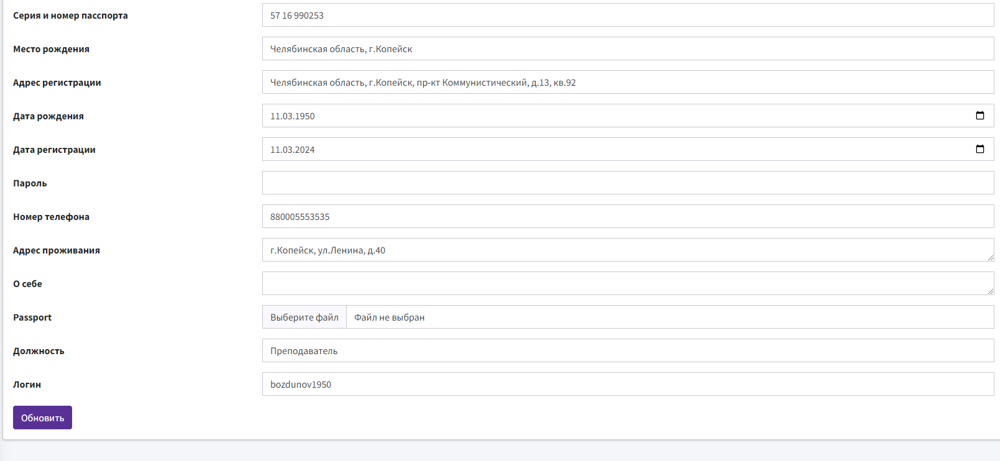 Серия и номер пасспорта 57 16 990253
Место рождения Челябинская область, г.Копейск
Адрес регистрации Челябинская область, г.Копейск, пр-кт Коммунистический, д.13, кв.92
Дата рождения 11.03.1950
Дата регистрации 11.03.2024
Пароль
Номер телефона 880005553535
Адрес проживания г.Копейск, ул.Ленина, д.40
О себе
Passport Выберите файл Файл не выбран
Должность Преподаватель
Логин bozdunov1950
Обновить